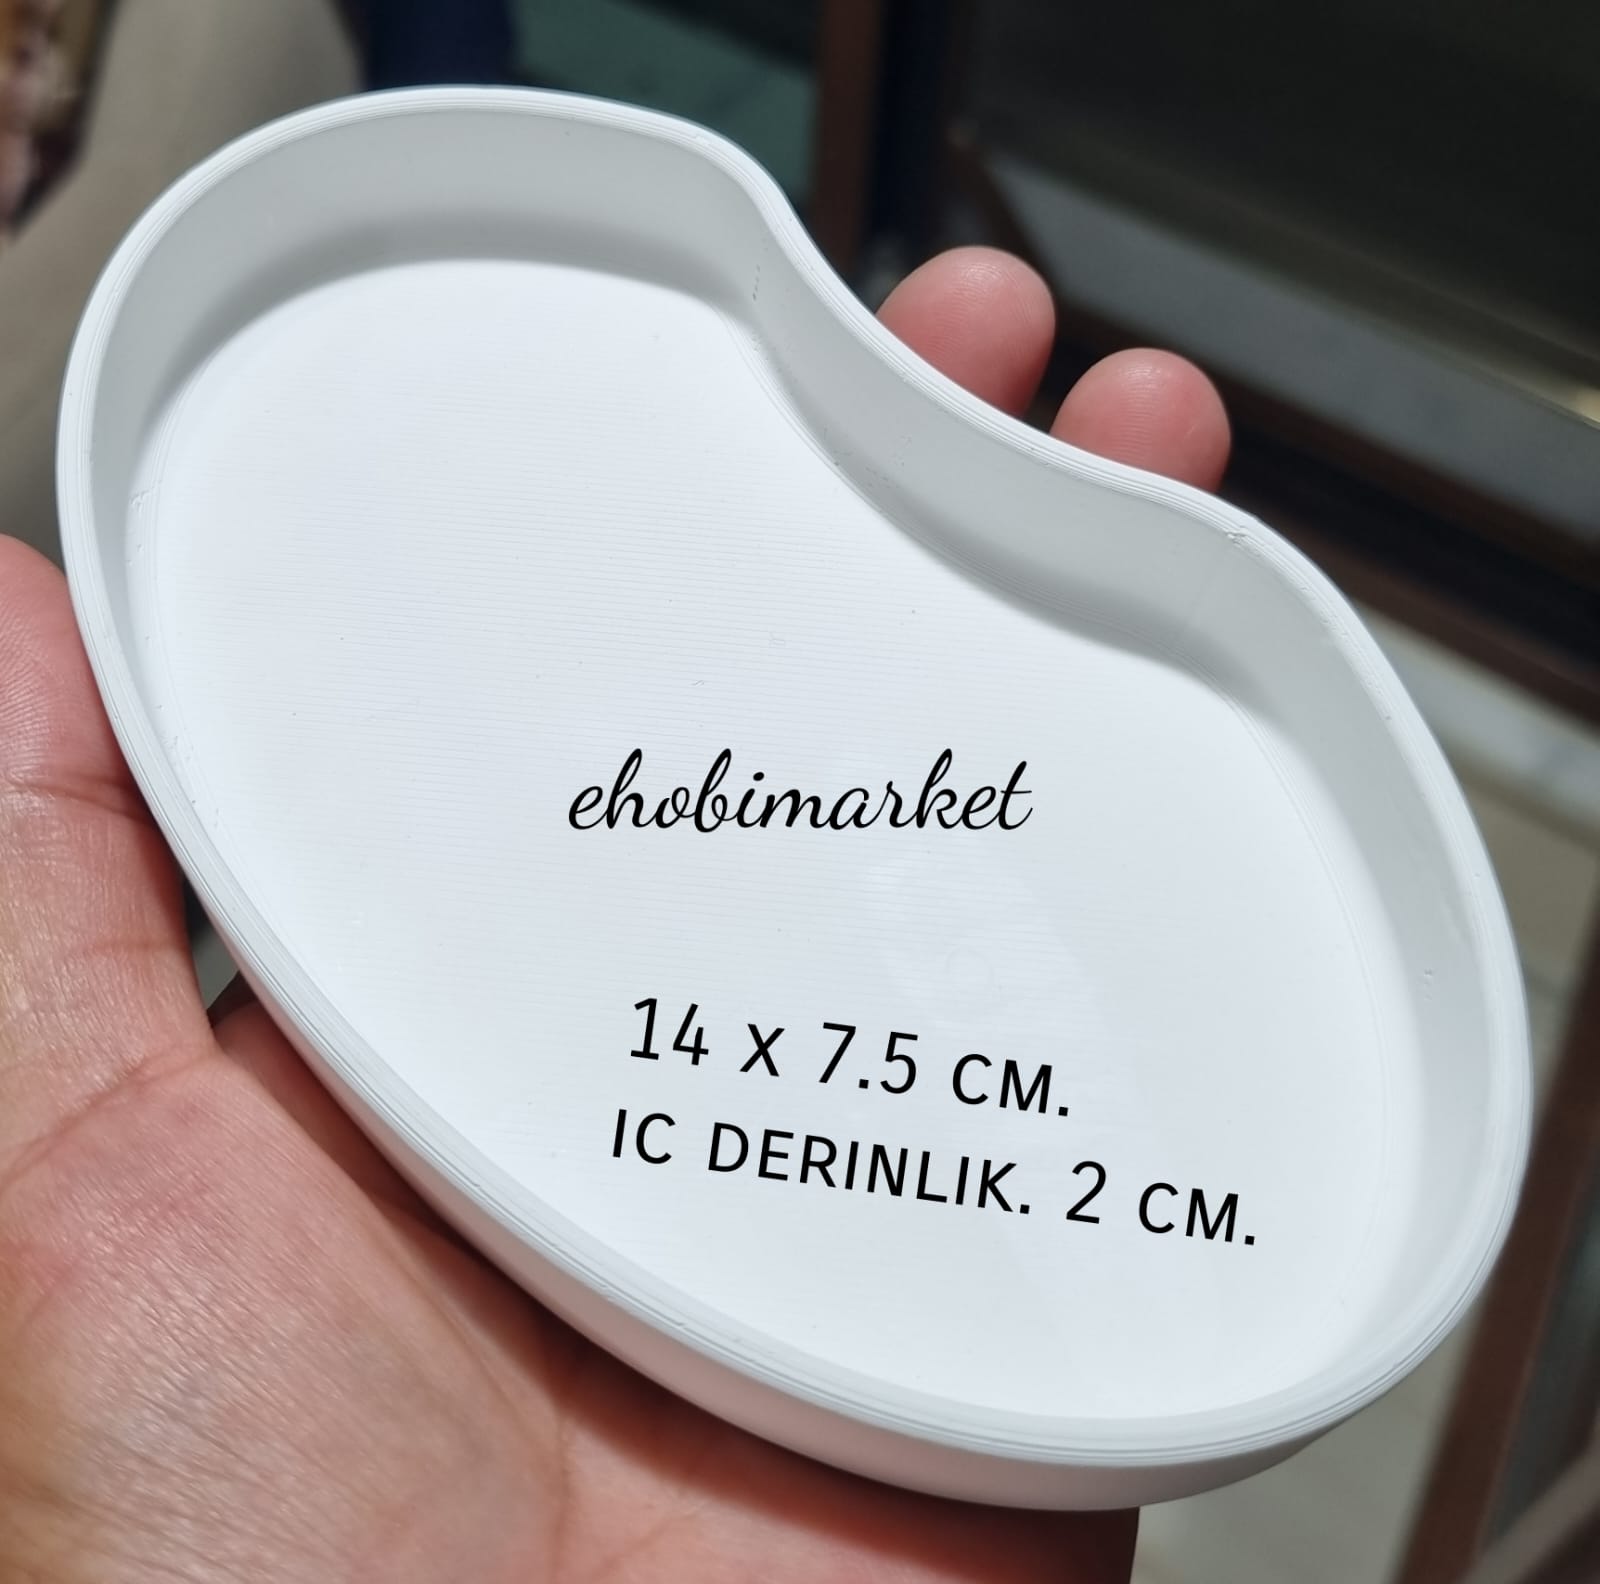 ehobimarket
14 x 7.5 CM.
IC DERINLIK. 2 CM.